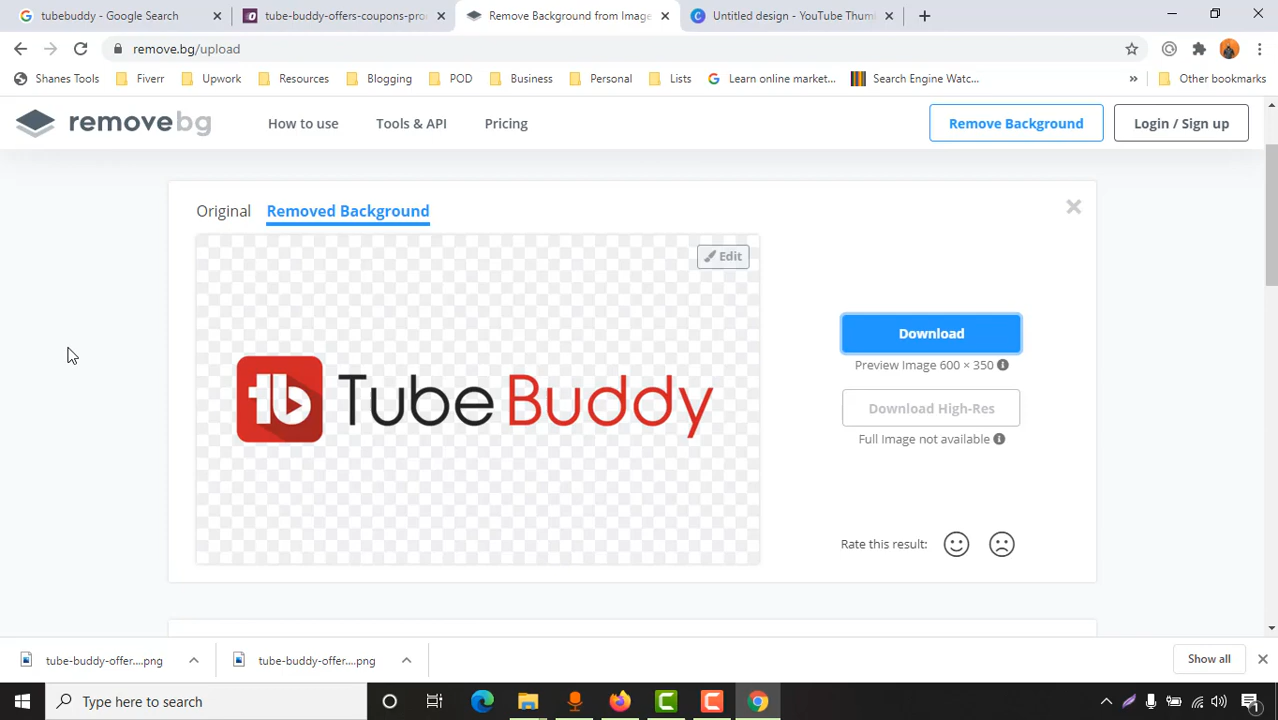 tubebuddy - Google Search
tube-buddy-offers-coupons-pro
Remove Background from Image
Untitled design - YouTube Thum
remove.bg/upload
Shanes Tools
Fiverr
Upwork
Resources
Blogging
POD
Business
Personal
Lists
Learn online market...
Search Engine Watc...
Other bookmarks
removebg
How to use
Tools & API
Pricing
Remove Background
Login / Sign up
Original
Removed Background
Edit
tb TubeBuddy
Download
Preview Image 600 × 350
Download High-Res
Full Image not available
Rate this result:
tube-buddy-offer....png
tube-buddy-offer....png
Show all
Type here to search